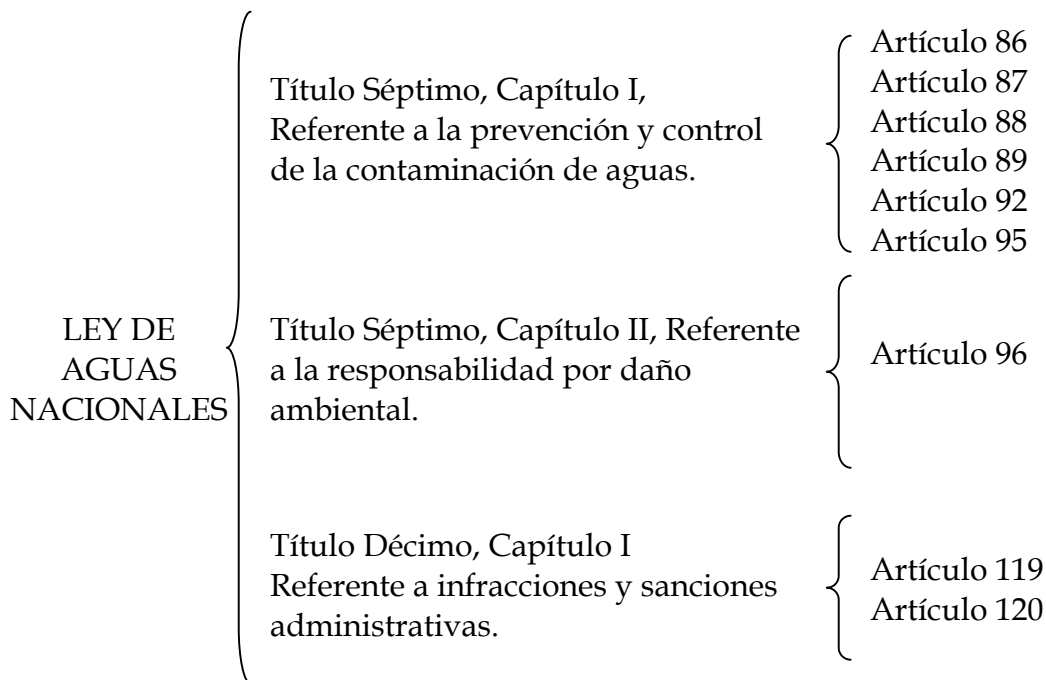 LEY DE
AGUAS
NACIONALES
Título Séptimo, Capítulo I,
Referente a la prevención y control
de la contaminación de aguas.
Artículo 86
Artículo 87
Artículo 88
Artículo 89
Artículo 92
Artículo 95
Título Séptimo, Capítulo II, Referente
a la responsabilidad por daño
ambiental.
Artículo 96
Título Décimo, Capítulo I
Referente a infracciones y sanciones
administrativas.
Artículo 119
Artículo 120